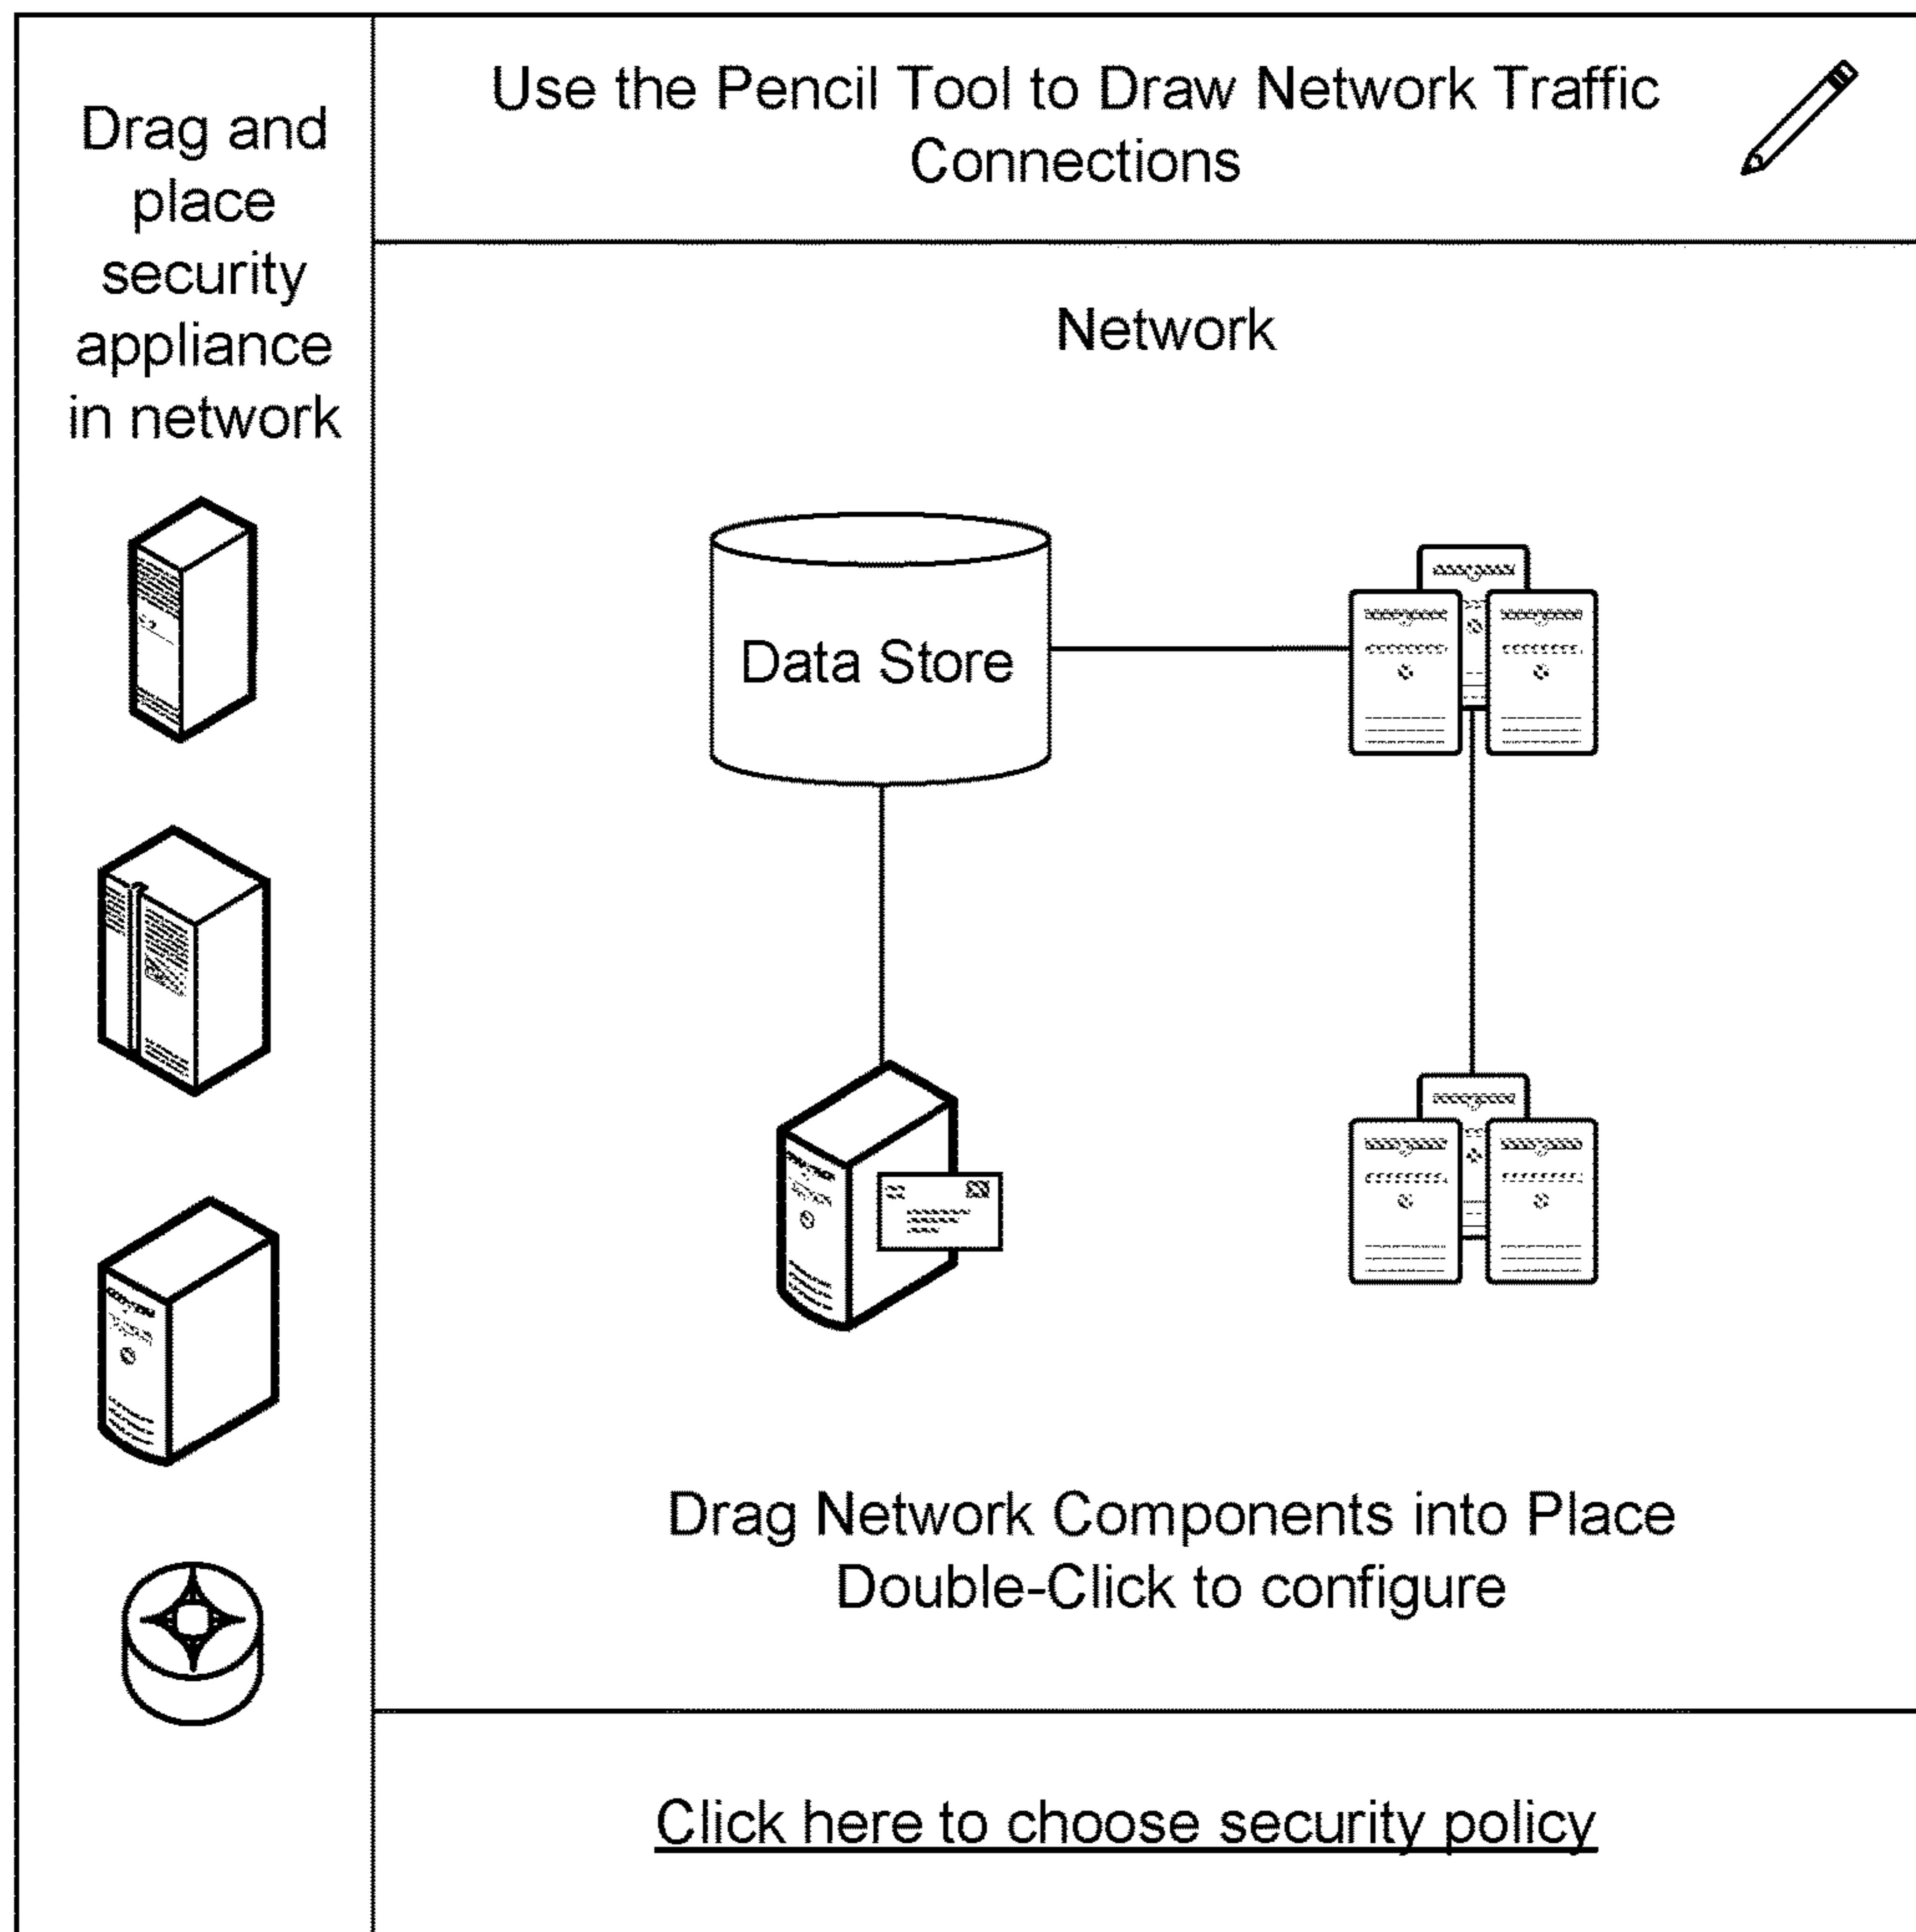 Drag and
place
security
appliance
in network
Use the Pencil Tool to Draw Network Traffic
Connections
Network
Data Store
Drag Network Components into Place
Double-Click to configure
Click here to choose security policy